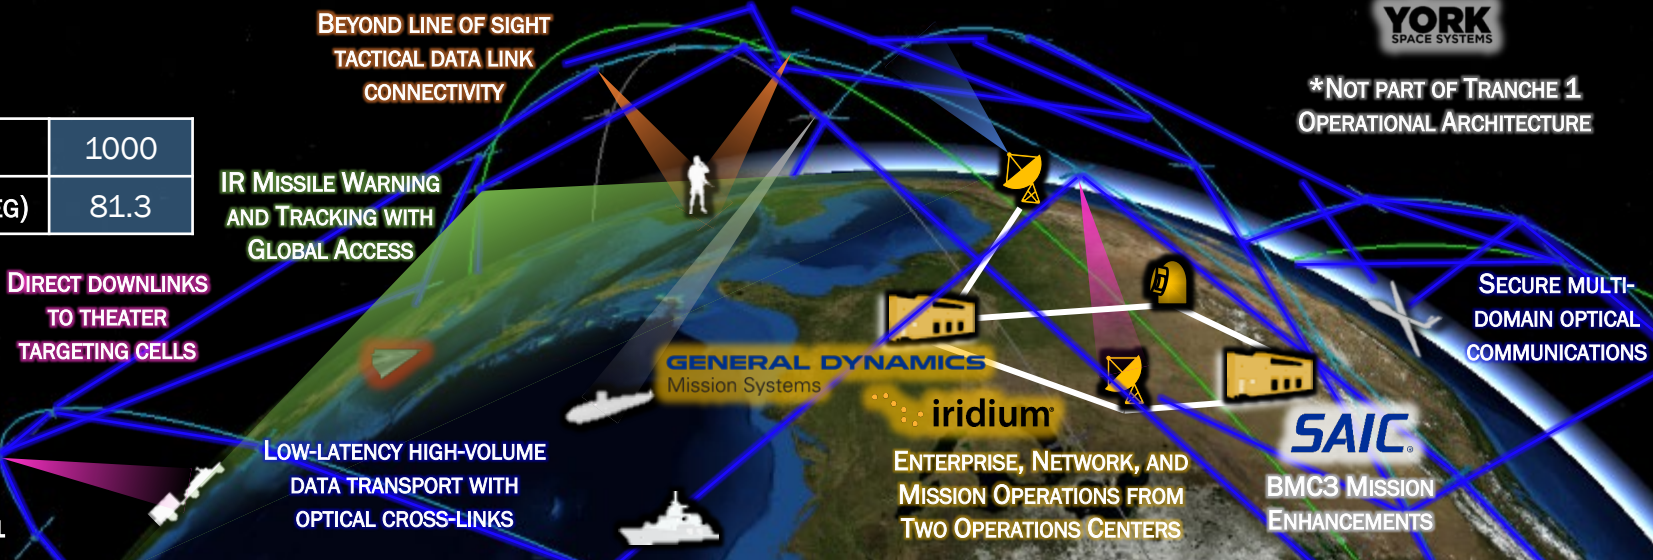 BEYOND LINE OF SIGHT
TACTICAL DATA LINK
CONNECTIVITY
YORK
SPACE SYSTEMS
*NOT PART OF TRANCHE 1
OPERATIONAL ARCHITECTURE
1000
EG)
81.3
IR MISSILE WARNING
AND TRACKING WITH
GLOBAL ACCESS
DIRECT DOWNLINKS
TO THEATER
TARGETING CELLS
SECURE MULTI-
DOMAIN OPTICAL
COMMUNICATIONS
GENERAL DYNAMICS
Mission Systems
iridium®
SAIC®
LOW-LATENCY HIGH-VOLUME
DATA TRANSPORT WITH
OPTICAL CROSS-LINKS
ENTERPRISE, NETWORK, AND
MISSION OPERATIONS FROM
TWO OPERATIONS CENTERS
BMC3 MISSION
ENHANCEMENTS